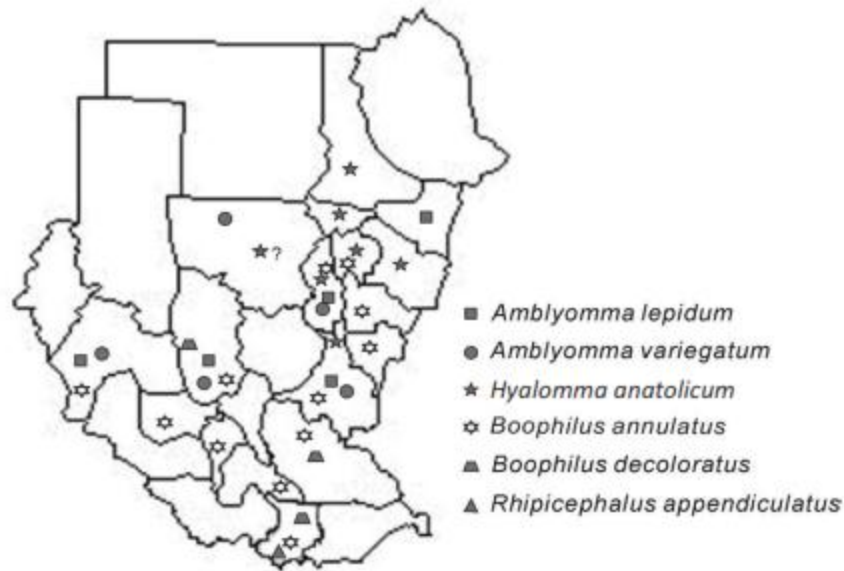 ?
Amblyomma lepidum
Amblyomma variegatum
Hyalomma anatolicum
Boophilus annulatus
Boophilus decoloratus
Rhipicephalus appendiculatus